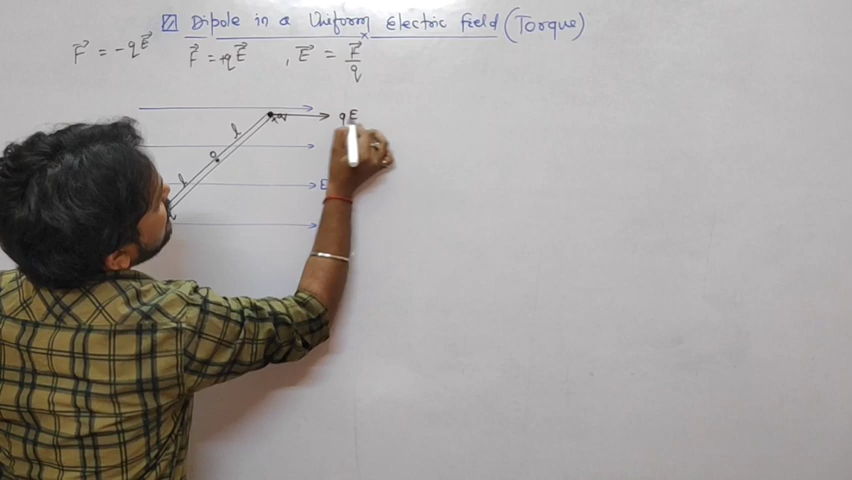 Dipole in a Uniform Electric field (Torque)
F⃗ = -qE⃗ F⃗ = +qE⃗ , E⃗ = F⃗/q
qE
l
O
l
E